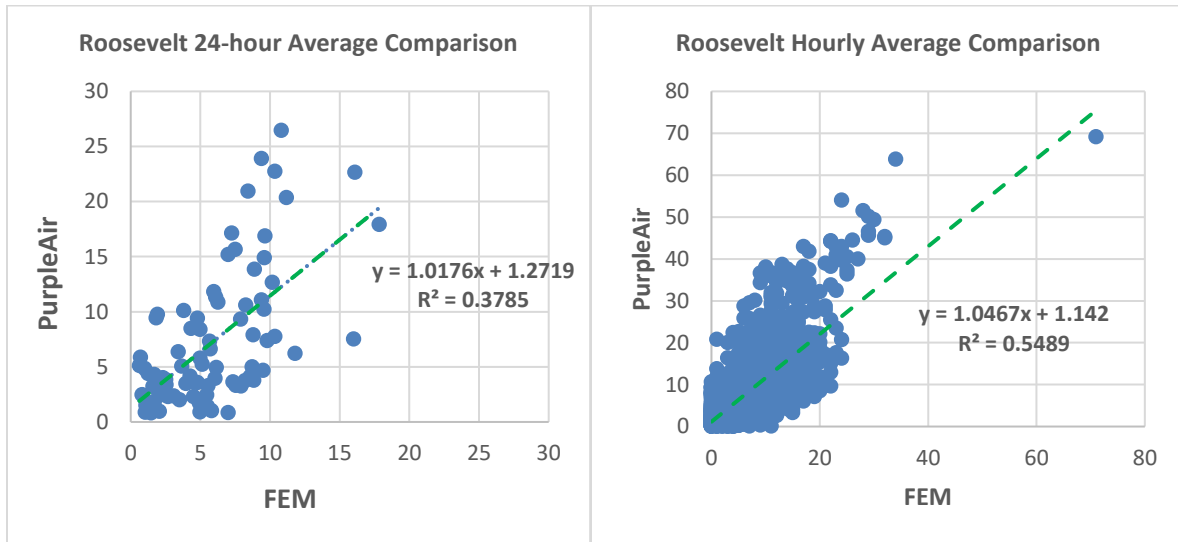 Roosevelt 24-hour Average Comparison
30
25
20
15
10
5
0
0 5 10 15 20 25 30
PurpleAir
FEM
y = 1.0176x + 1.2719
R² = 0.3785
Roosevelt Hourly Average Comparison
80
70
60
50
40
30
20
10
0
0 20 40 60 80
PurpleAir
FEM
y = 1.0467x + 1.142
R² = 0.5489